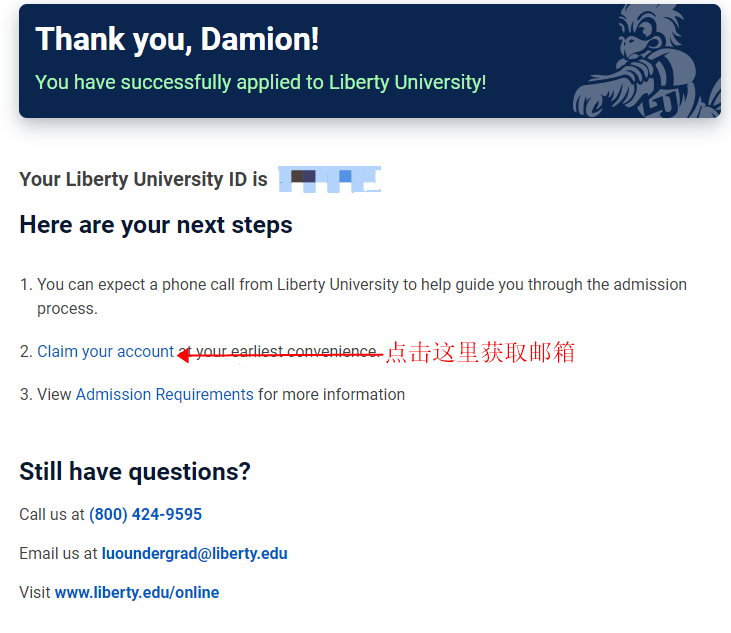 Thank you, Damion!
You have successfully applied to Liberty University!
Your Liberty University ID is
Here are your next steps
1. You can expect a phone call from Liberty University to help guide you through the admission
process.
2. Claim your account at your earliest convenience. 点击这里获取邮箱
3. View Admission Requirements for more information
Still have questions?
Call us at (800) 424-9595
Email us at luoundergrad@liberty.edu
Visit www.liberty.edu/online